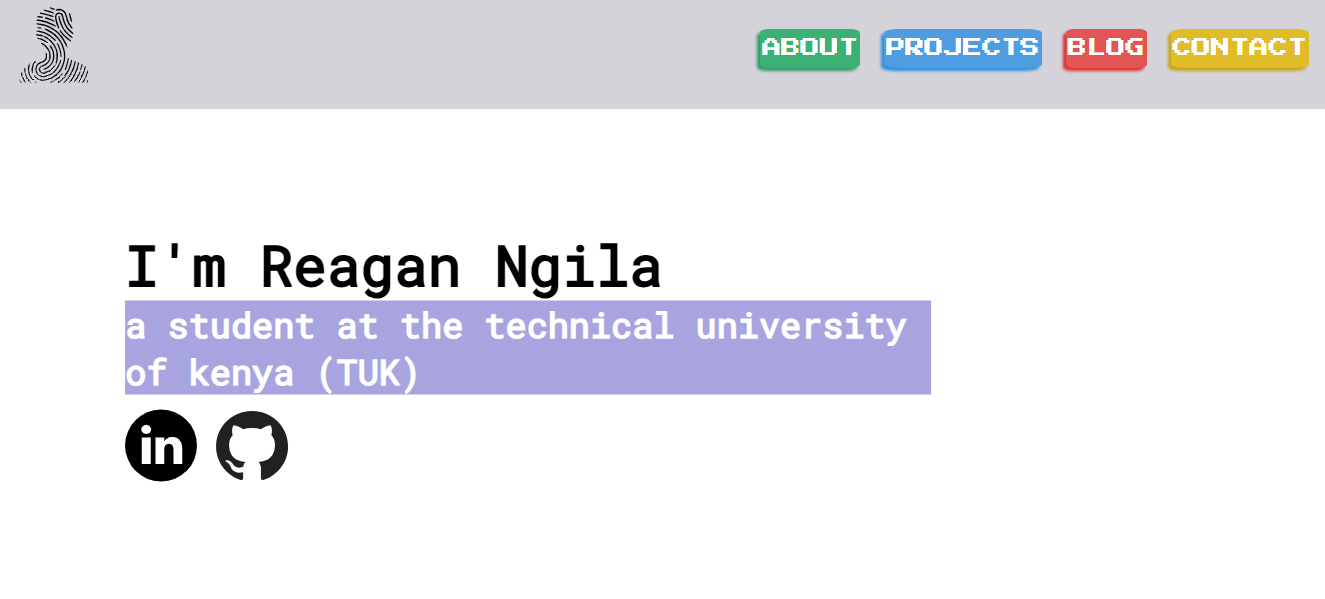 ABOUT PROJECTS BLOG CONTACT
I'm Reagan Ngila
a student at the technical university
of kenya (TUK)
in